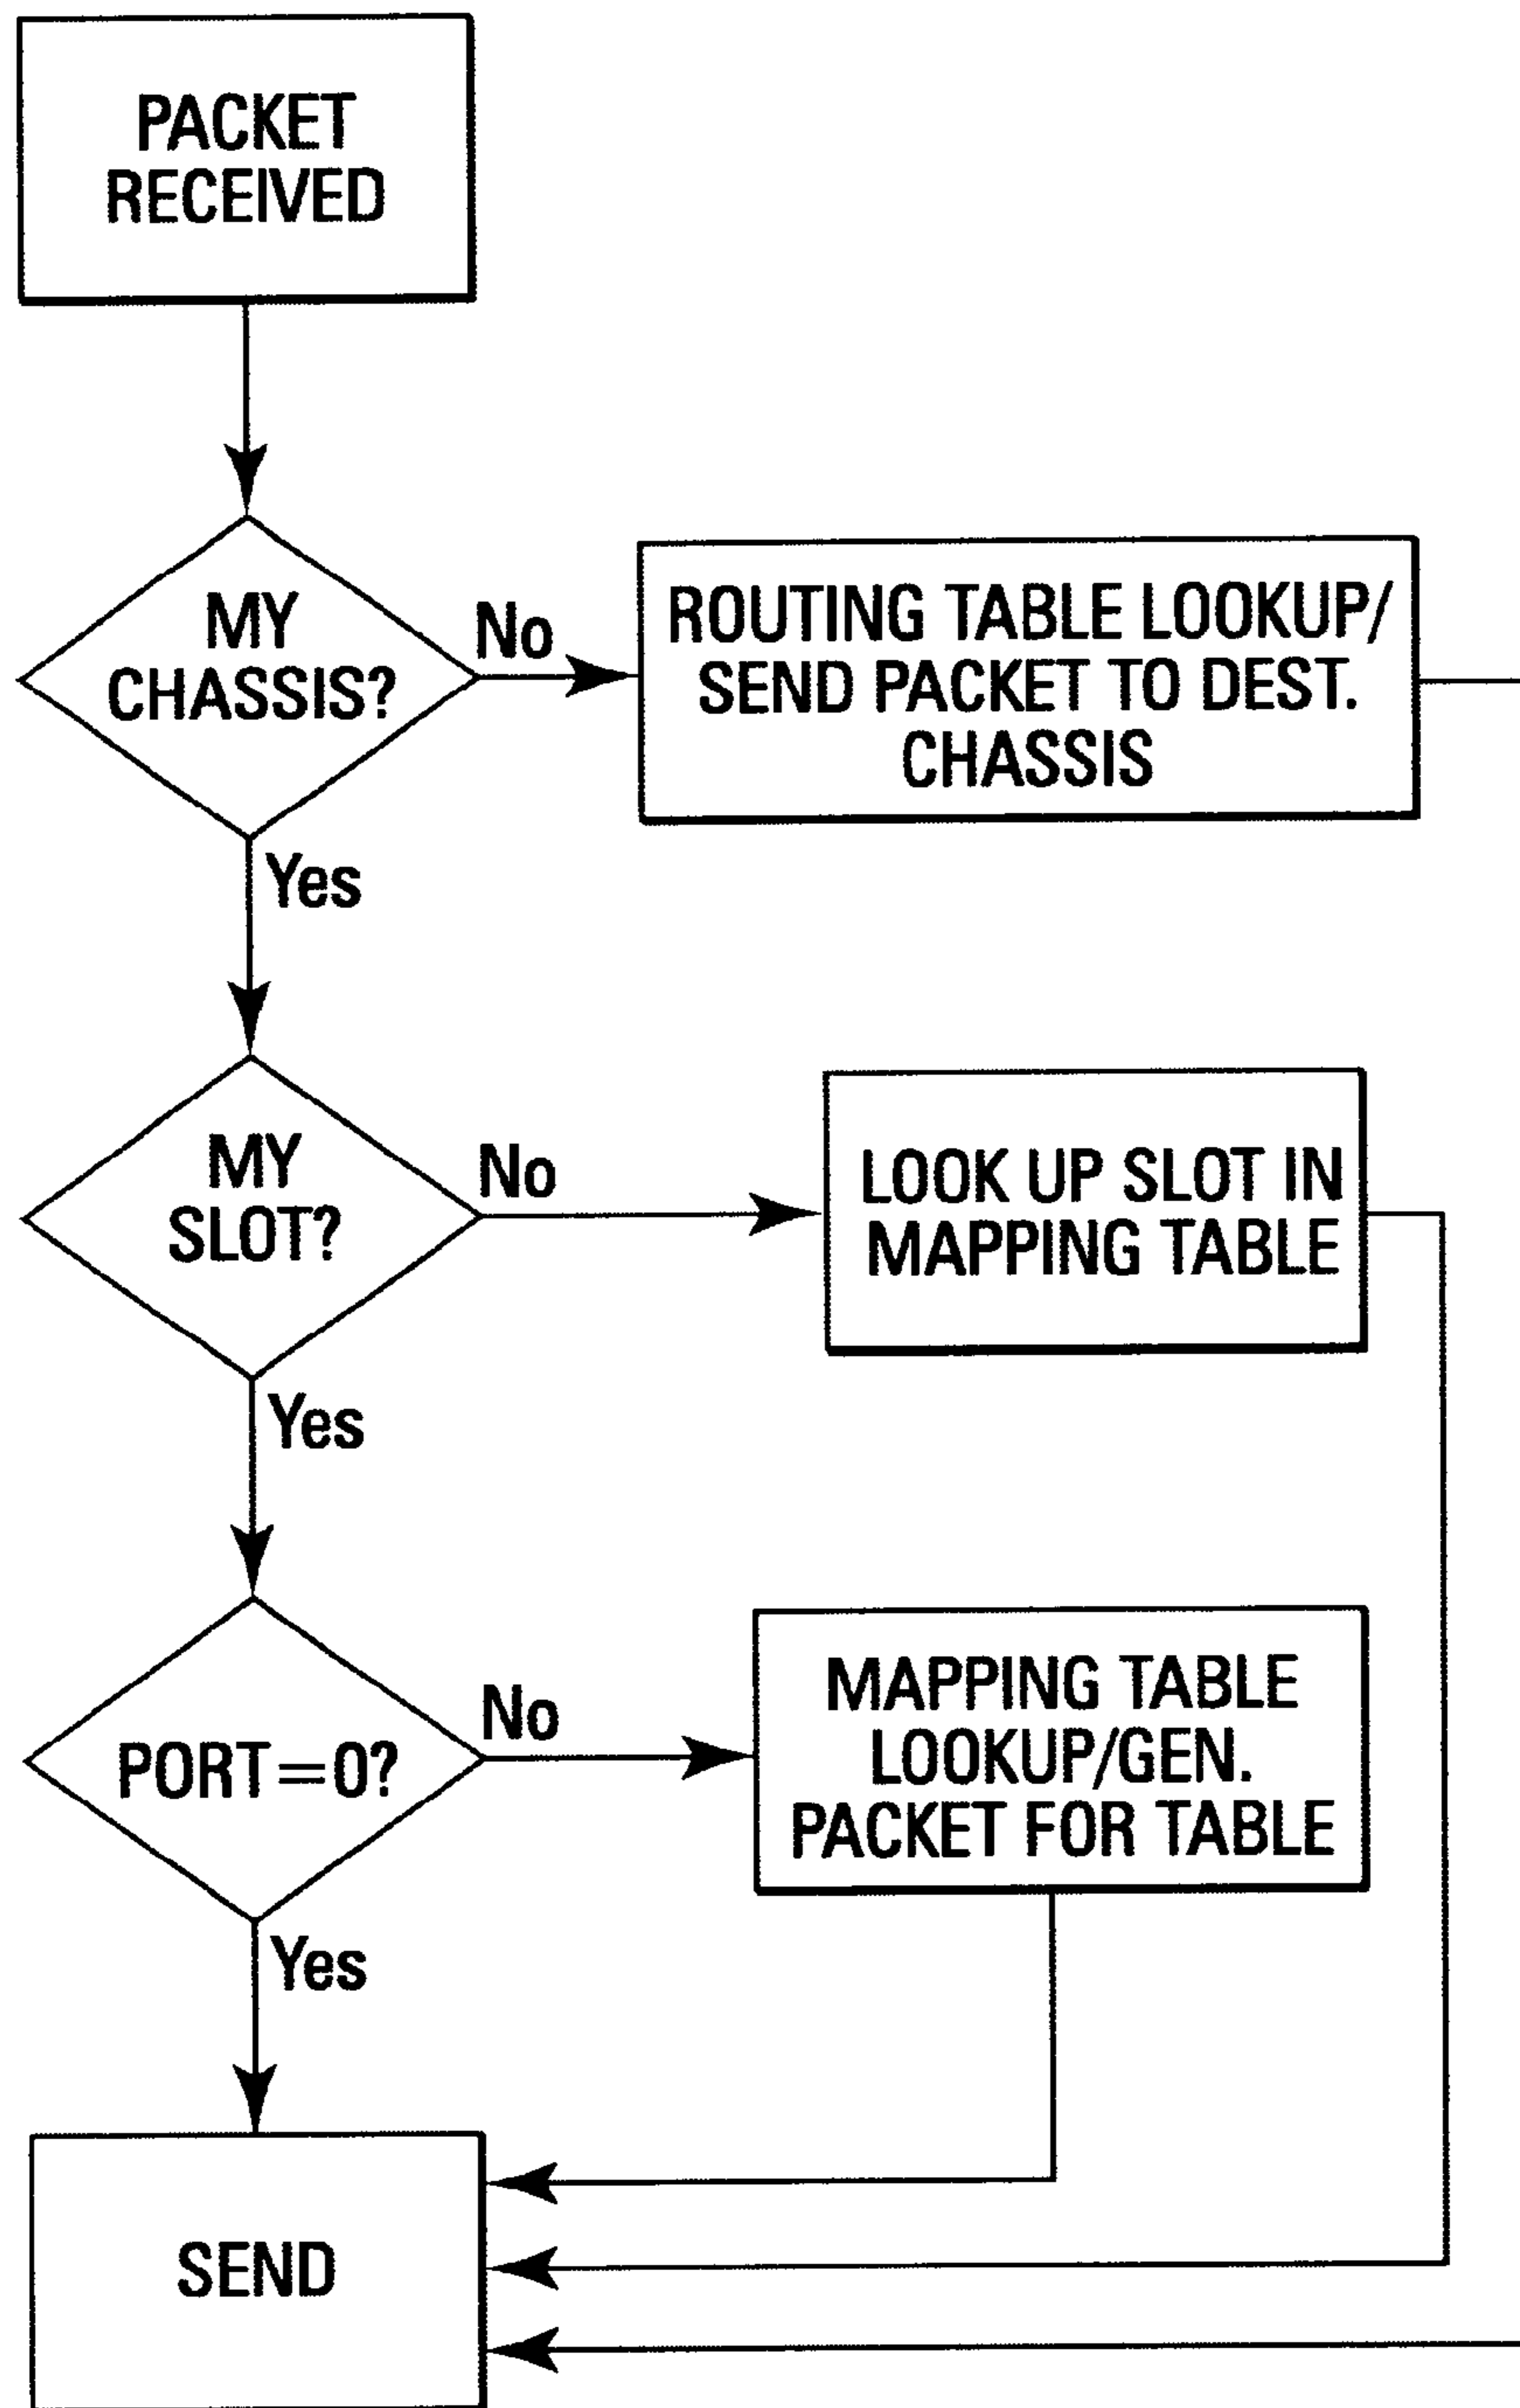 PACKET
RECEIVED
MY
CHASSIS?
No
ROUTING TABLE LOOKUP/
SEND PACKET TO DEST.
CHASSIS
Yes
MY
SLOT?
No
LOOK UP SLOT IN
MAPPING TABLE
Yes
PORT=0?
No
MAPPING TABLE
LOOKUP/GEN.
PACKET FOR TABLE
Yes
SEND